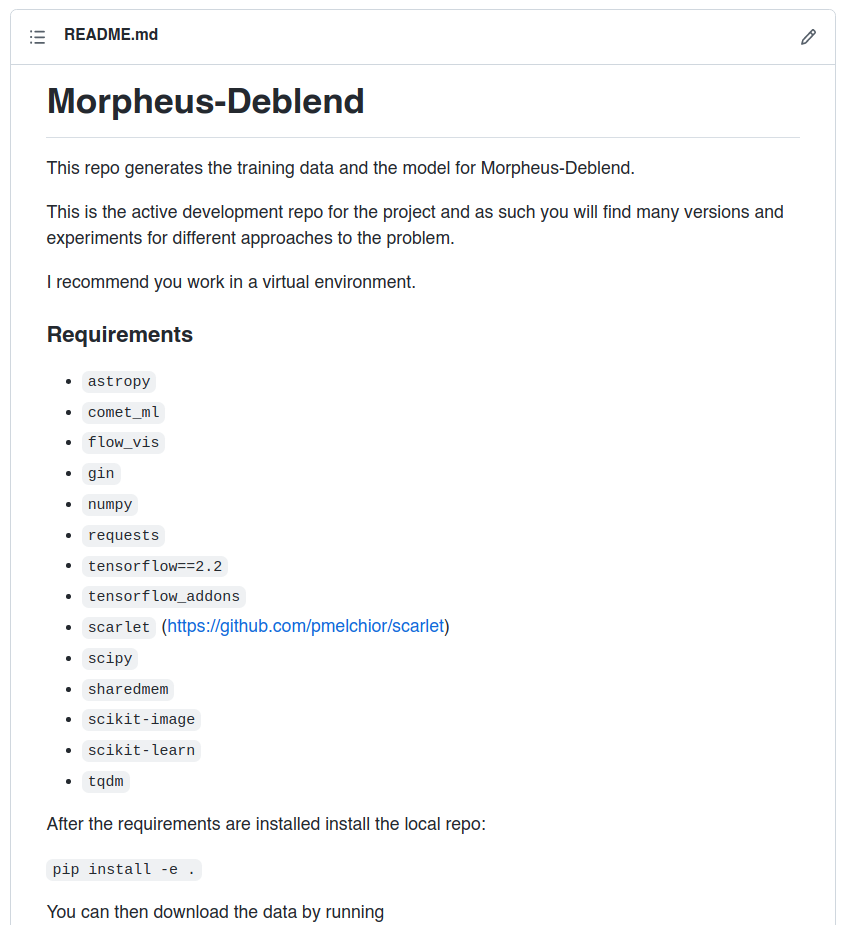 README.md
Morpheus-Deblend
This repo generates the training data and the model for Morpheus-Deblend.
This is the active development repo for the project and as such you will find many versions and
experiments for different approaches to the problem.
I recommend you work in a virtual environment.
Requirements
astropy
comet_ml
flow_vis
gin
numpy
requests
tensorflow==2.2
tensorflow_addons
scarlet (https://github.com/pmelchior/scarlet)
scipy
sharedmem
scikit-image
scikit-learn
tqdm
After the requirements are installed install the local repo:
pip install -e .
You can then download the data by running